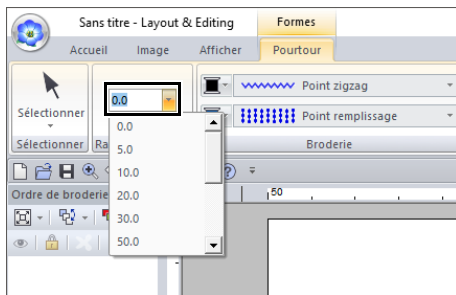 Sans titre - Layout & Editing
Formes
Accueil
Image
Afficher
Pourtour
Sélectionner
0.0
Point zigzag
Point remplissage
Sélectionner
Ra
Broderie
0.0
5.0
10.0
20.0
30.0
50.0
Ordre de broderie
50